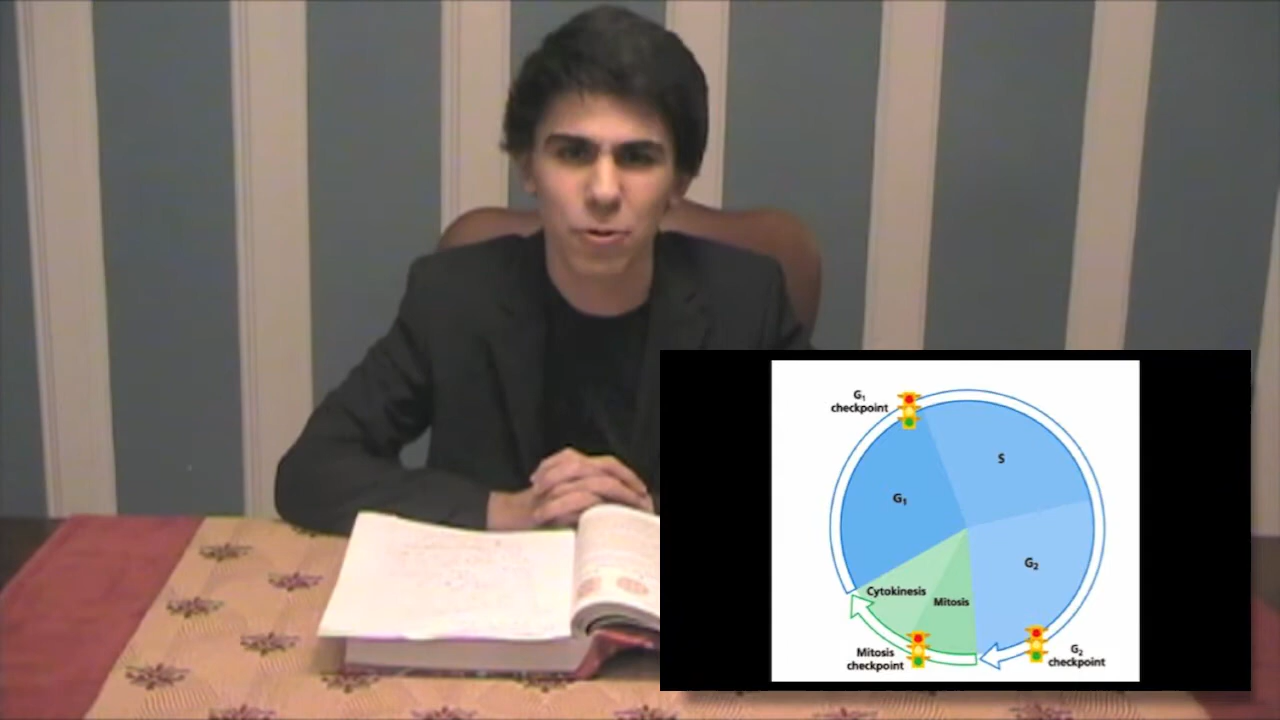 G₁
checkpoint
S
G₁
G₂
Cytokinesis
Mitosis
Mitosis
checkpoint
G₂
checkpoint